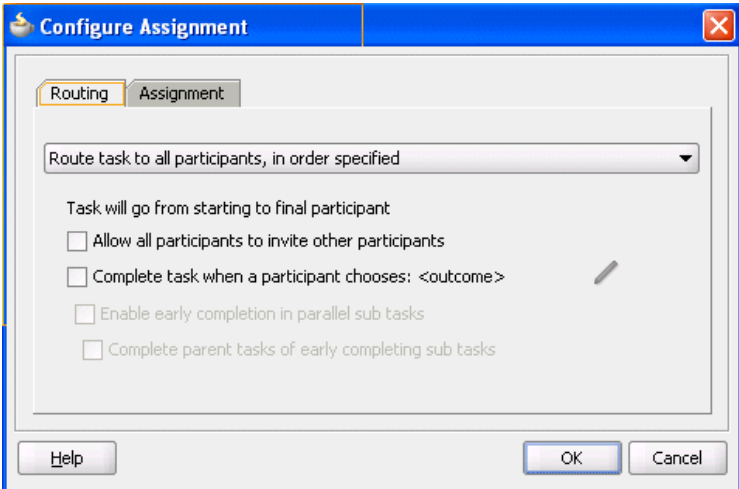 Configure Assignment
Routing Assignment
Route task to all participants, in order specified
Task will go from starting to final participant
Allow all participants to invite other participants
Complete task when a participant chooses: <outcome>
Enable early completion in parallel sub tasks
Complete parent tasks of early completing sub tasks
Help OK Cancel